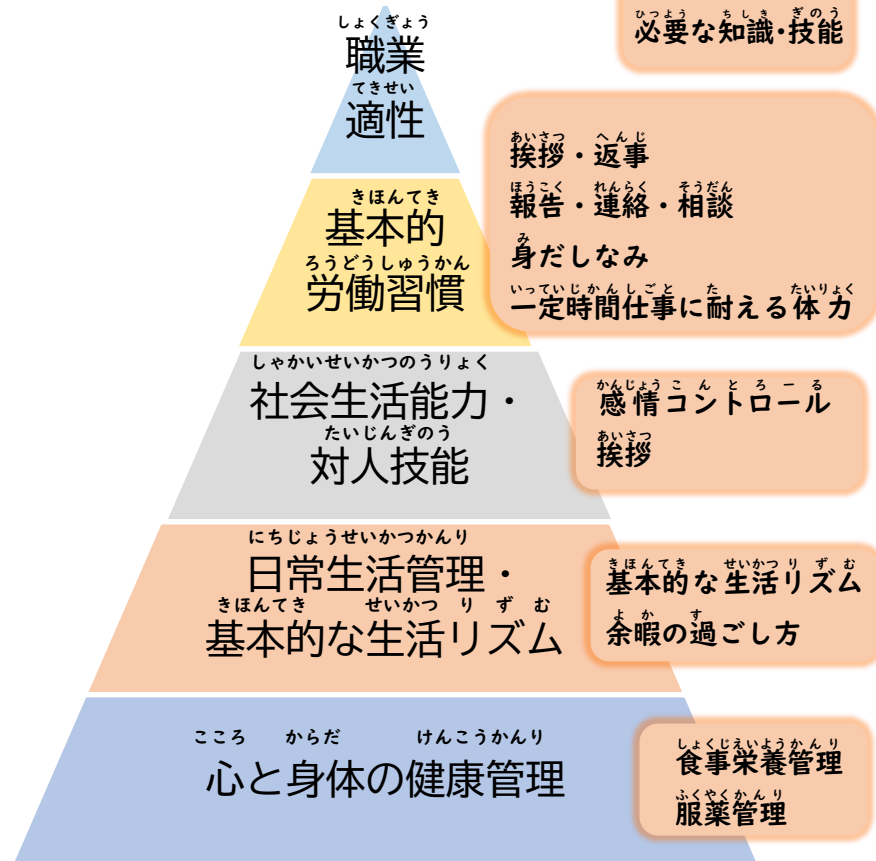 しょくぎょう
職業
てきせい
適性
ひつよう ちしき ぎのう
必要な知識・技能
きほんてき
基本的
ろうどうしゅうかん
労働習慣
あいさつ へんじ
挨拶・返事
ほうこく れんらく そうだん
報告・連絡・相談
み
身だしなみ
いっていじかんしごと た たいりょく
一定時間仕事に耐える体力
しゃかいせいかつのうりょく
社会生活能力・
たいじんぎのう
対人技能
かんじょうこんとろーる
感情コントロール
あいさつ
挨拶
にちじょうせいかつかんり
日常生活管理・
きほんてき せいかつ りずむ
基本的な生活リズム
きほんてき せいかつりずむ
基本的な生活リズム
よか す
余暇の過ごし方
こころ からだ けんこうかんり
心と身体の健康管理
しょくじえいようかんり
食事栄養管理
ふくやくかんり
服薬管理